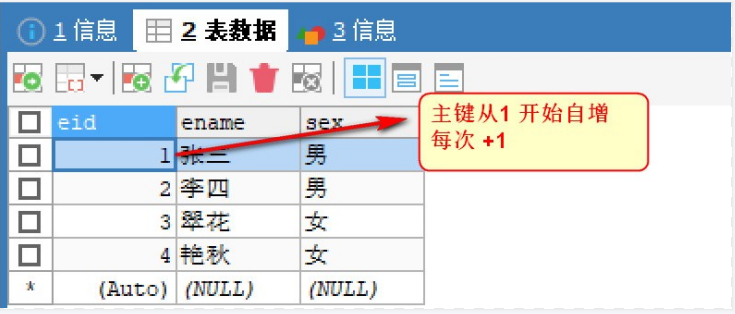 1 信息 2 表数据 3 信息
eid ename sex
主键从1 开始自增
每次 +1
1 张三 男
2 李四 男
3 翠花 女
4 艳秋 女
* (Auto) (NULL) (NULL)